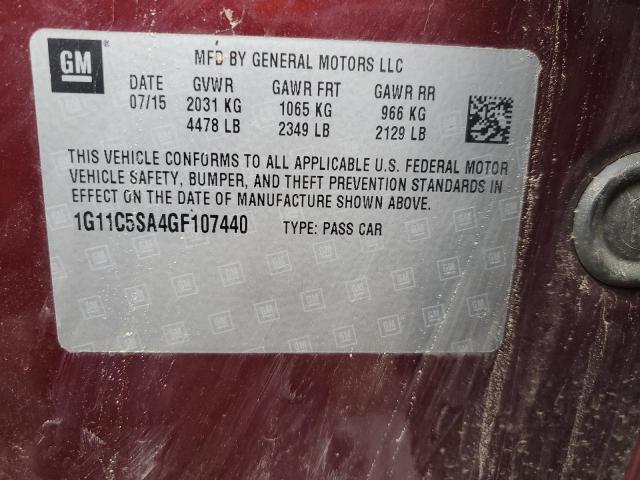 GM
MFD BY GENERAL MOTORS LLC
DATE GVWR GAWR FRT GAWR RR
07/15 2031 KG 1065 KG 966 KG
4478 LB 2349 LB 2129 LB
THIS VEHICLE CONFORMS TO ALL APPLICABLE U.S. FEDERAL MOTOR
VEHICLE SAFETY, BUMPER, AND THEFT PREVENTION STANDARDS IN
EFFECT ON THE DATE OF MANUFACTURE SHOWN ABOVE.
1G11C5SA4GF107440 TYPE: PASS CAR